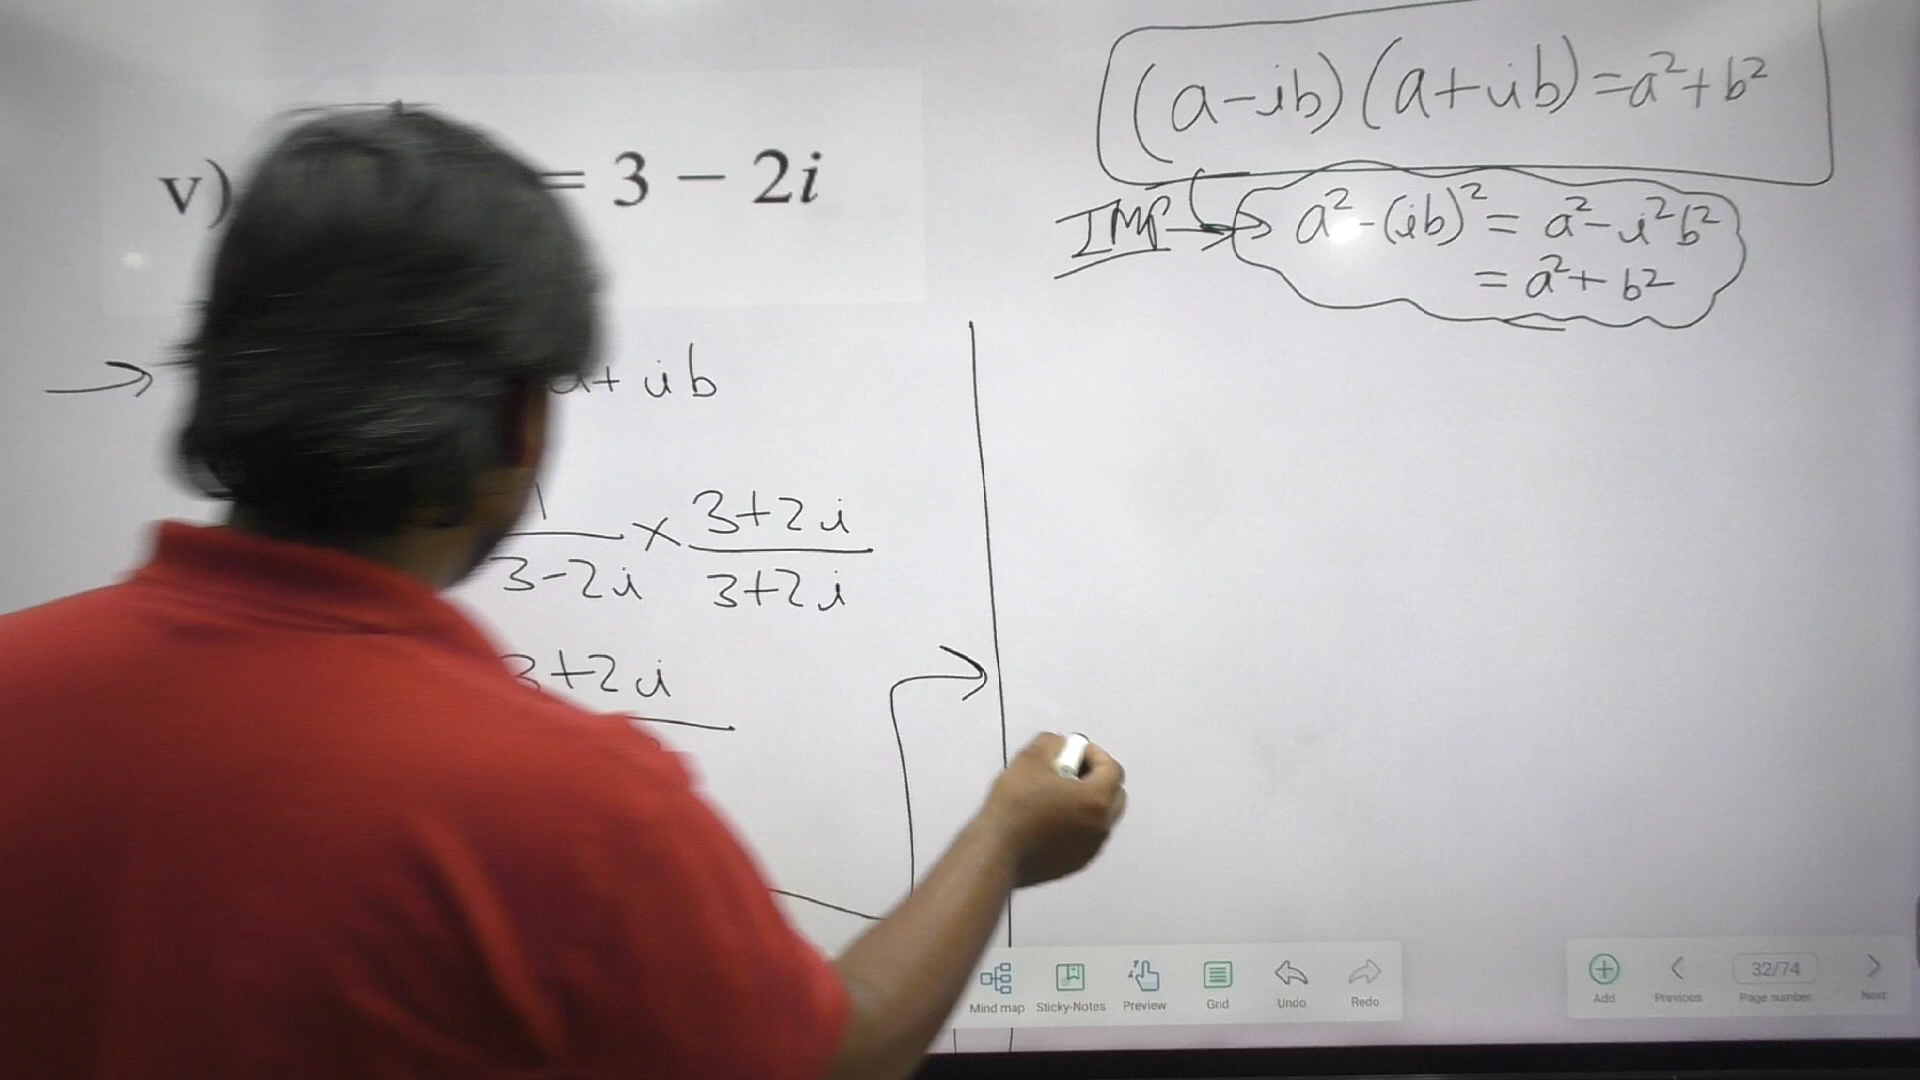 v) = 3 − 2i
a+ib
1/3-2i × 3+2i/3+2i
3+2i
(a-ib)(a+ib)=a²+b²
IMP → a²-(ib)² = a²-i²b²
= a²+b²
Mind map Sticky-Notes Preview Grid Undo Redo
Add Previous 32/74 Page number Next